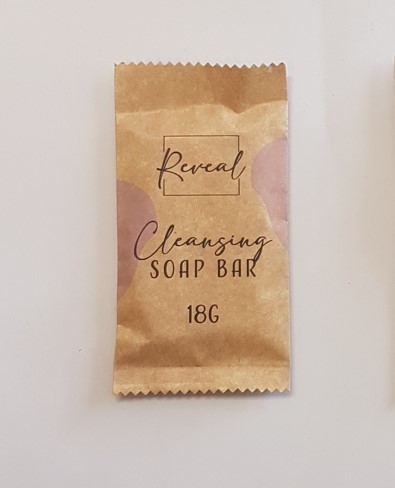 Reveal
Cleansing
SOAP BAR
18G